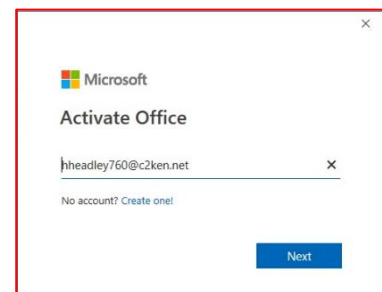 Microsoft
Activate Office
hheadley760@c2ken.net
No account? Create one!
Next